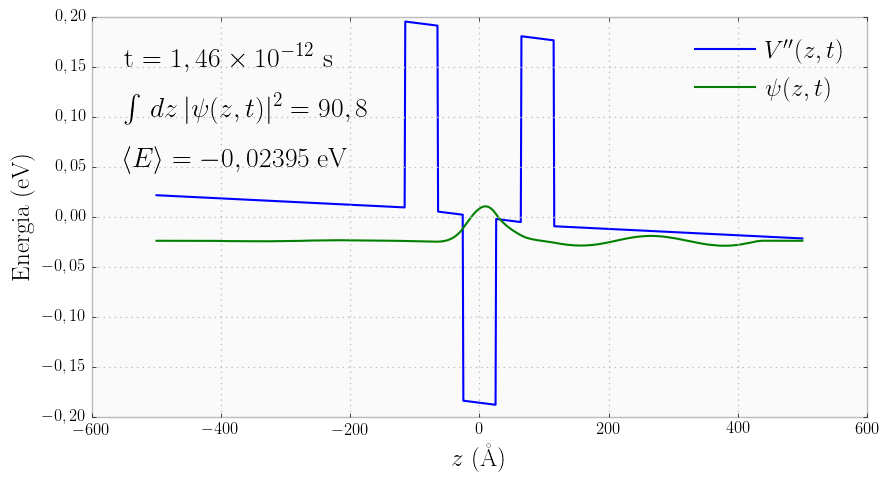 t = 1,46 × 10⁻¹² s
∫ dz |ψ(z, t)|² = 90,8
⟨E⟩ = −0,02395 eV
V′′(z, t)
ψ(z, t)
Energia (eV)
0,20
0,15
0,10
0,05
0,00
−0,05
−0,10
−0,15
−0,20
−600
−400
−200
0
200
400
600
z (Å)